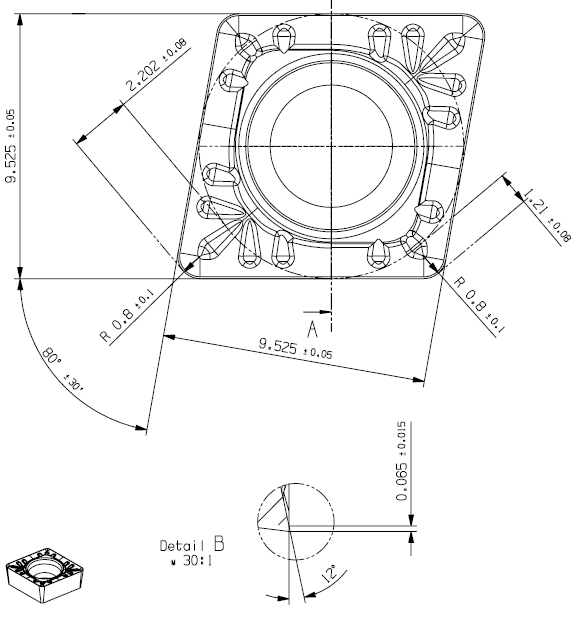 2.202 ±0.08
9.525 ±0.05
1.21 ±0.08
R 0.8 ±0.1
R 0.8 ±0.1
A
9.525 ±0.05
80° ±30'
0.065 ±0.015
Detail B
M 30:1
12°